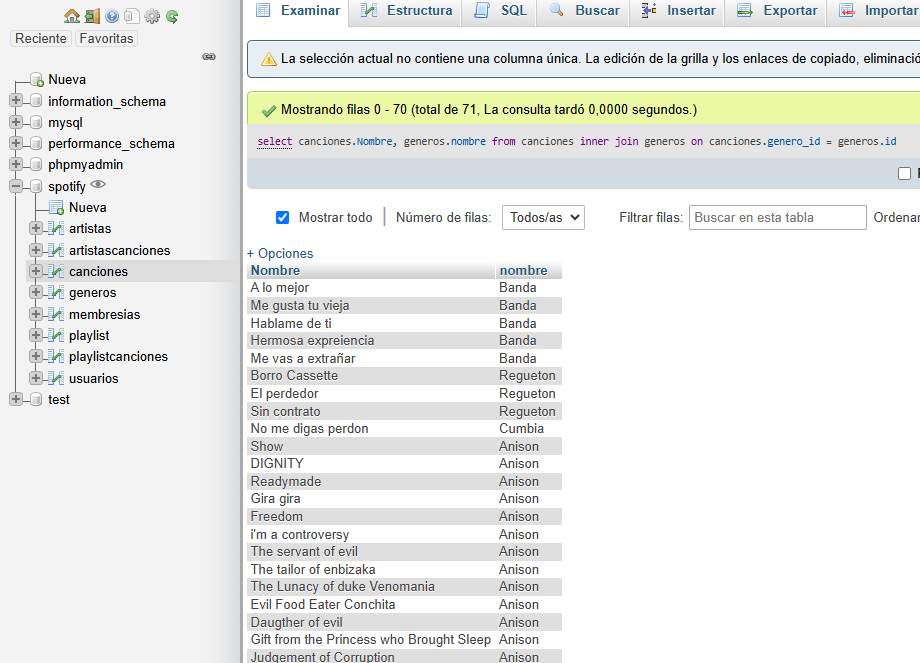 Reciente Favoritas
Nueva
information_schema
mysql
performance_schema
phpmyadmin
spotify
Nueva
artistas
artistascanciones
canciones
generos
membresias
playlist
playlistcanciones
usuarios
test
Examinar Estructura SQL Buscar Insertar Exportar Importar
La selección actual no contiene una columna única. La edición de la grilla y los enlaces de copiado, eliminació
Mostrando filas 0 - 70 (total de 71, La consulta tardó 0,0000 segundos.)
select canciones.Nombre, generos.nombre from canciones inner join generos on canciones.genero_id = generos.id
Mostrar todo Número de filas: Todos/as Filtrar filas: Buscar en esta tabla Ordenar
+ Opciones
Nombre nombre
A lo mejor Banda
Me gusta tu vieja Banda
Hablame de ti Banda
Hermosa expreiencia Banda
Me vas a extrañar Banda
Borro Cassette Regueton
El perdedor Regueton
Sin contrato Regueton
No me digas perdon Cumbia
Show Anison
DIGNITY Anison
Readymade Anison
Gira gira Anison
Freedom Anison
i'm a controversy Anison
The servant of evil Anison
The tailor of enbizaka Anison
The Lunacy of duke Venomania Anison
Evil Food Eater Conchita Anison
Daugther of evil Anison
Gift from the Princess who Brought Sleep Anison
Judgement of Corruption Anison